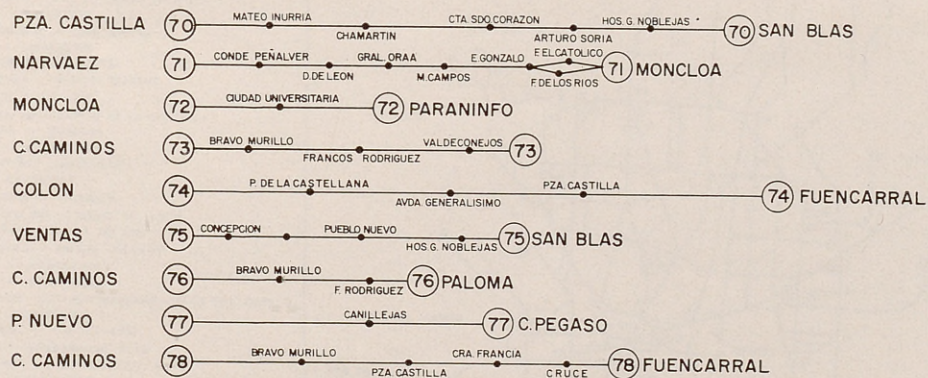 PZA. CASTILLA 70 MATEO INURRIA CHAMARTIN CTA. SDO. CORAZON ARTURO SORIA HOS. G. NOBLEJAS 70 SAN BLAS
NARVAEZ 71 CONDE PEÑALVER D. DE LEON GRAL. ORAA M. CAMPOS E. GONZALO F. EL CATOLICO F. DE LOS RIOS 71 MONCLOA
MONCLOA 72 CIUDAD UNIVERSITARIA 72 PARANINFO
C. CAMINOS 73 BRAVO MURILLO FRANCOS RODRIGUEZ VALDECONEJOS 73
COLON 74 P. DE LA CASTELLANA AVDA. GENERALISIMO PZA. CASTILLA 74 FUENCARRAL
VENTAS 75 CONCEPCION PUEBLO NUEVO HOS. G. NOBLEJAS 75 SAN BLAS
C. CAMINOS 76 BRAVO MURILLO F. RODRIGUEZ 76 PALOMA
P. NUEVO 77 CANILLEJAS 77 C. PEGASO
C. CAMINOS 78 BRAVO MURILLO PZA. CASTILLA CRA. FRANCIA CRUCE 78 FUENCARRAL